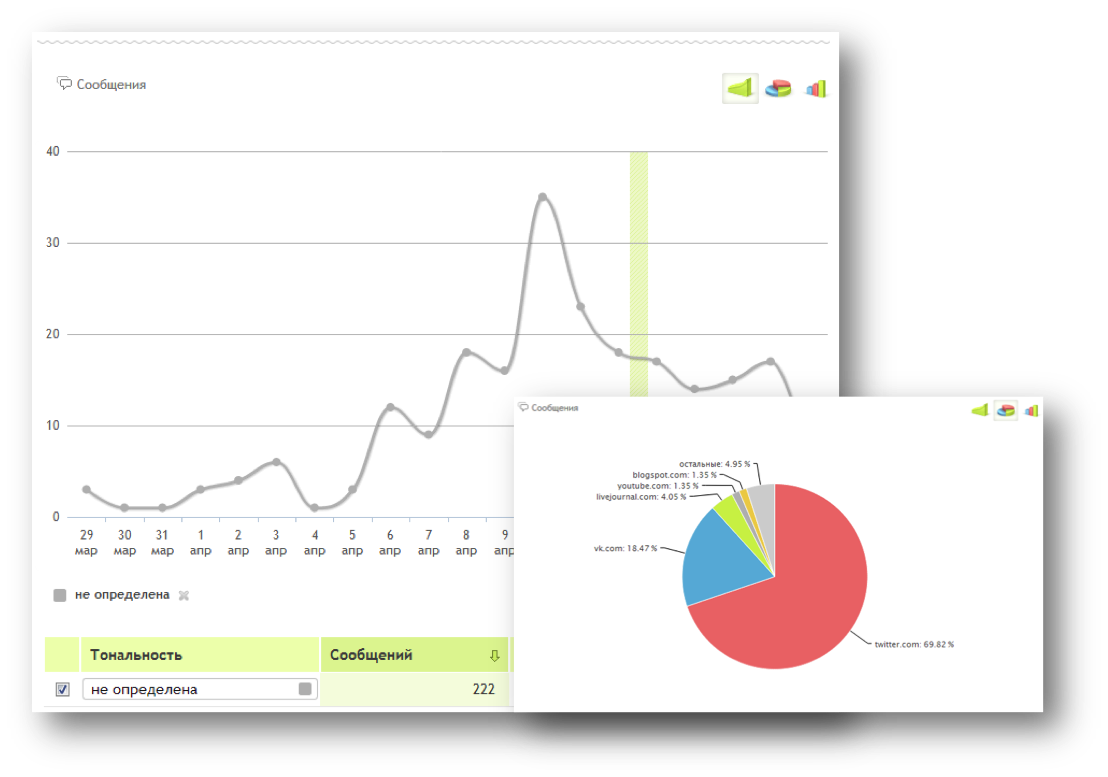 Сообщения
40
30
20
10
0
29 30 31 1 2 3 4 5 6 7 8 9
мар мар мар апр апр апр апр апр апр апр апр апр
не определена
Тональность Сообщений
не определена 222
Сообщения
остальные: 4.95 %
blogspot.com: 1.35 %
youtube.com: 1.35 %
livejournal.com: 4.05 %
vk.com: 18.47 %
twitter.com: 69.82 %